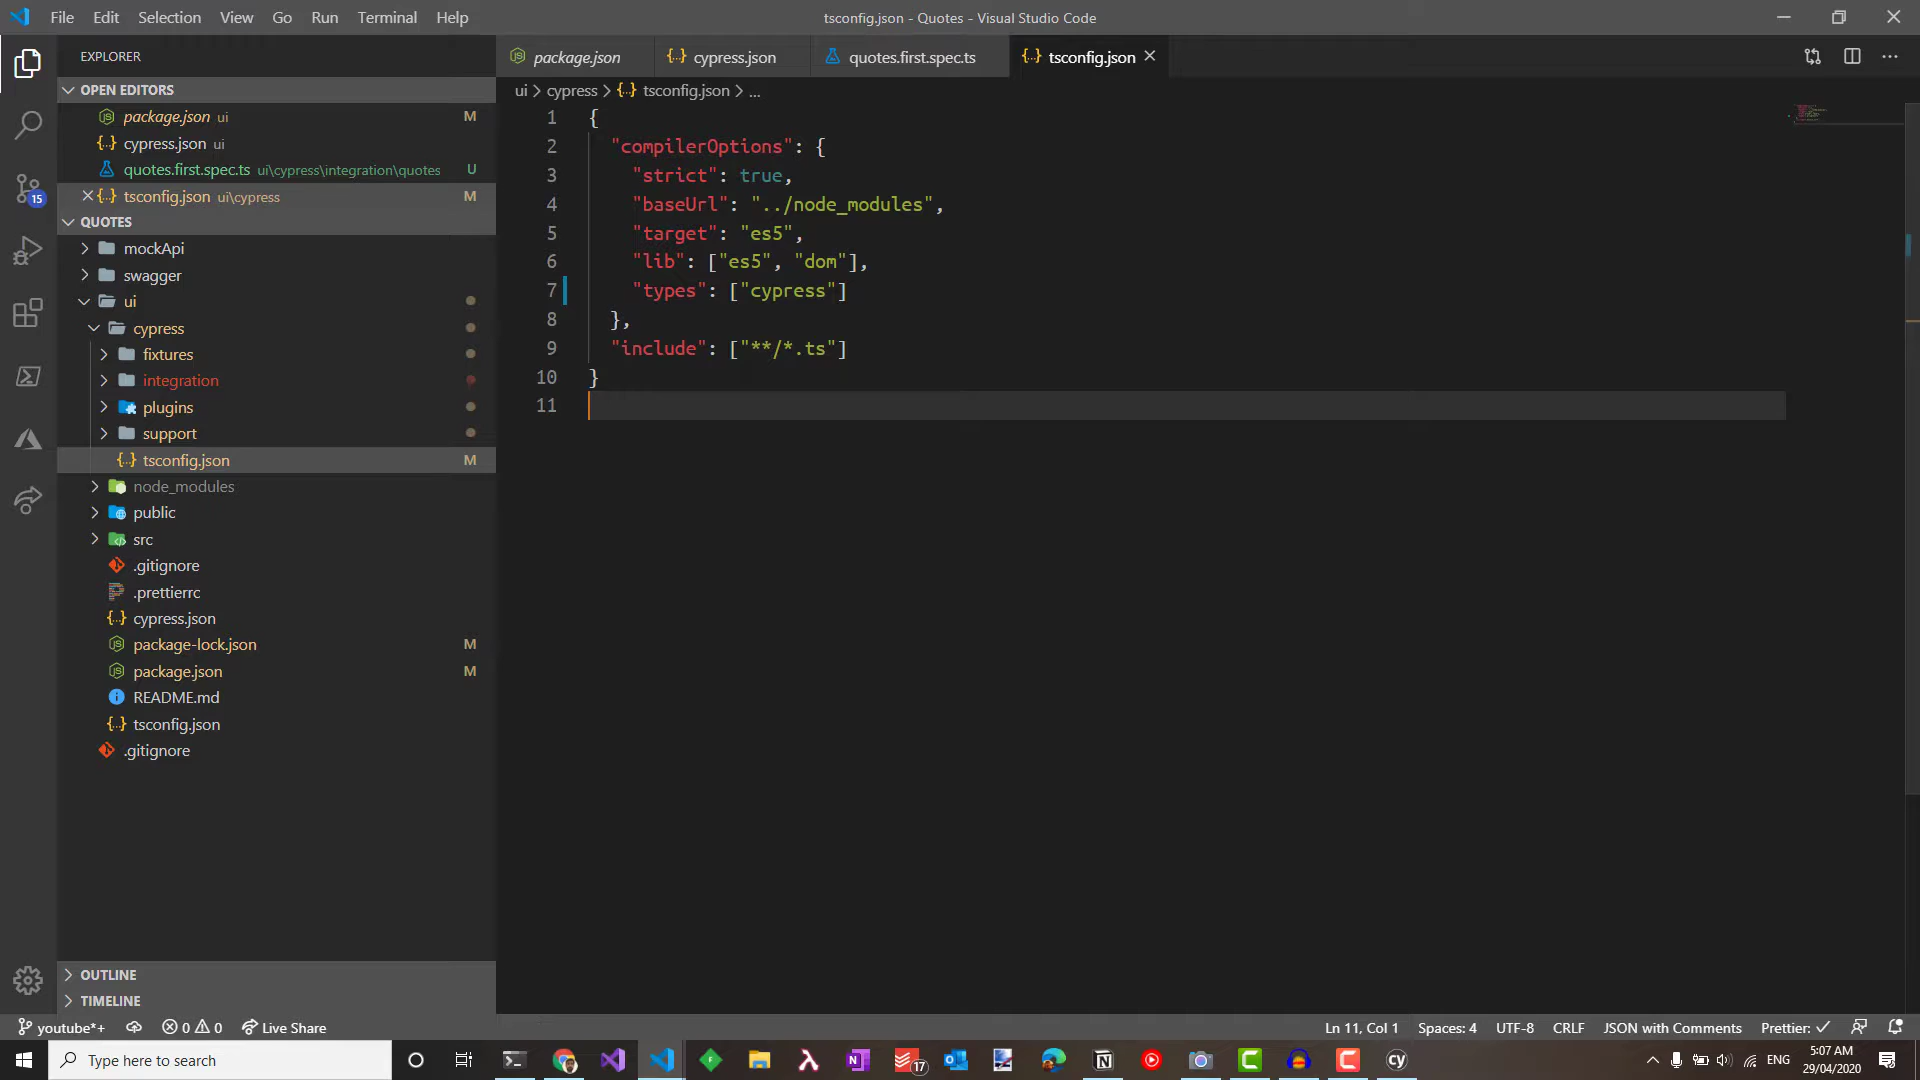 File Edit Selection View Go Run Terminal Help
tsconfig.json - Quotes - Visual Studio Code
EXPLORER
OPEN EDITORS
package.json ui M
cypress.json ui
quotes.first.spec.ts ui\cypress\integration\quotes U
tsconfig.json ui\cypress M
QUOTES
mockApi
swagger
ui
cypress
fixtures
integration
plugins
support
tsconfig.json M
node_modules
public
src
.gitignore
.prettierrc
cypress.json
package-lock.json M
package.json M
README.md
tsconfig.json
.gitignore
OUTLINE
TIMELINE
15
package.json cypress.json quotes.first.spec.ts tsconfig.json
ui > cypress > tsconfig.json > ...
1 {
2 "compilerOptions": {
3 "strict": true,
4 "baseUrl": "../node_modules",
5 "target": "es5",
6 "lib": ["es5", "dom"],
7 "types": ["cypress"]
8 },
9 "include": ["**/*.ts"]
10 }
11
youtube*+ 0 0 Live Share
Ln 11, Col 1 Spaces: 4 UTF-8 CRLF JSON with Comments Prettier: ✓
Type here to search
17
cy
ENG
5:07 AM
29/04/2020